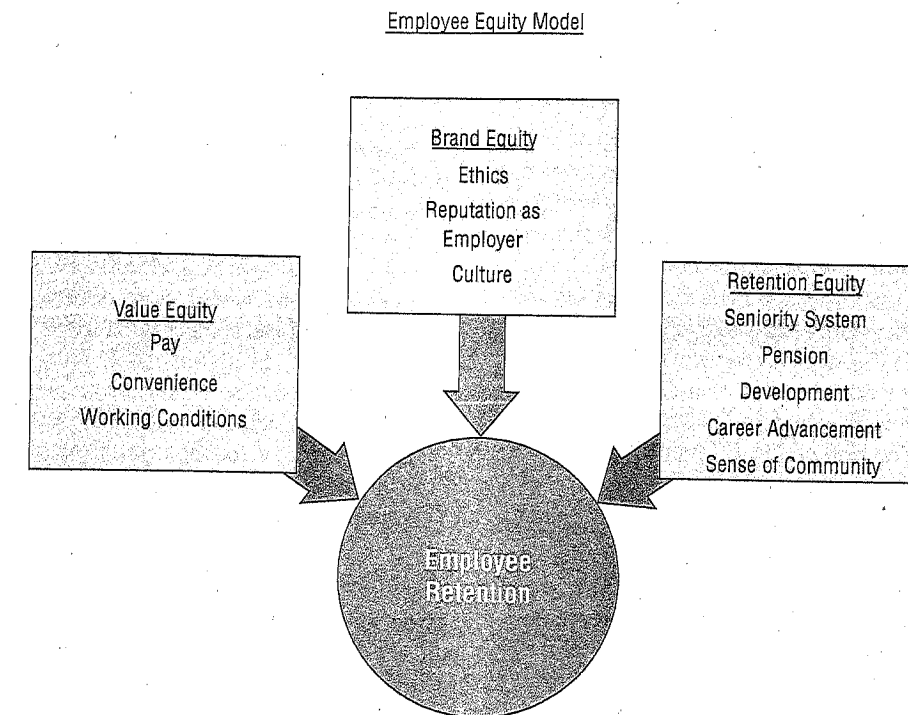 Employee Equity Model
Brand Equity
Ethics
Reputation as
Employer
Culture
Value Equity
Pay
Convenience
Working Conditions
Retention Equity
Seniority System
Pension
Development
Career Advancement
Sense of Community
Employee
Retention